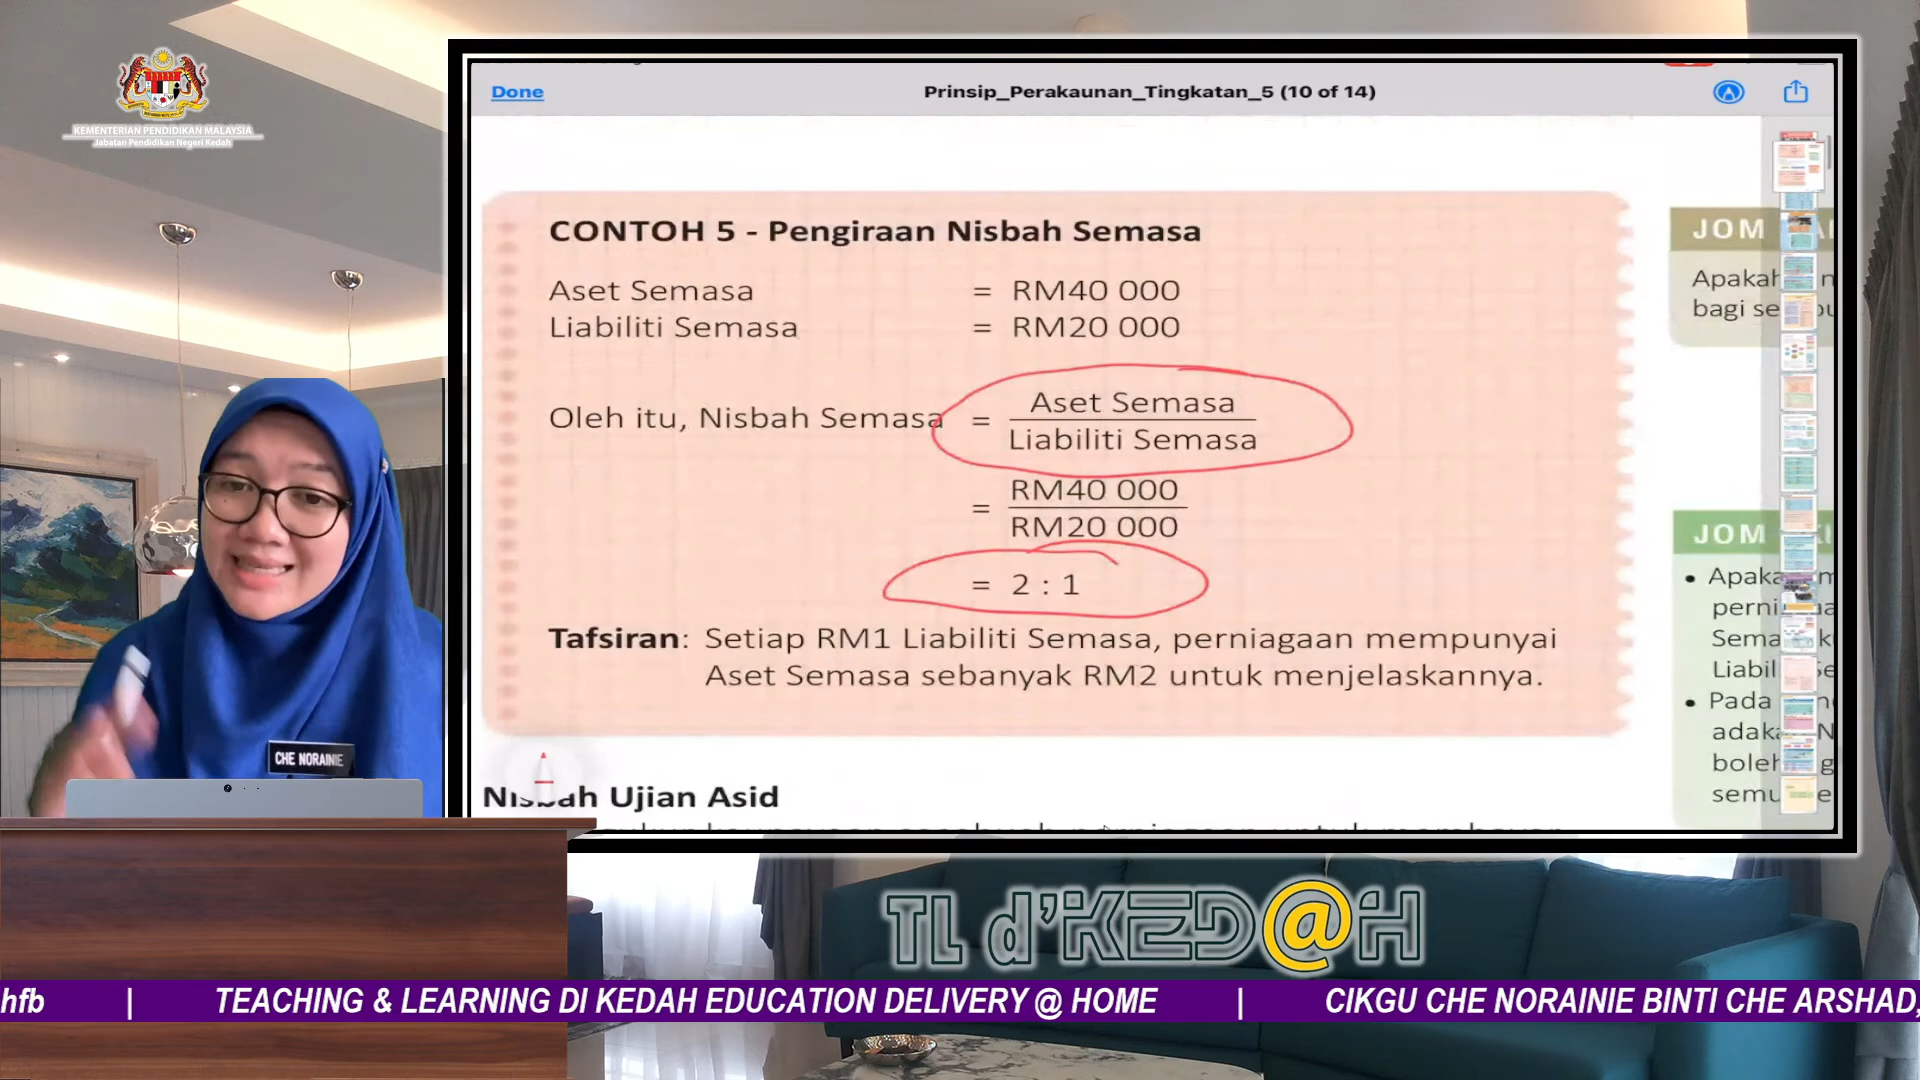 KEMENTERIAN PENDIDIKAN MALAYSIA
Jabatan Pendidikan Negeri Kedah
Done
Prinsip_Perakaunan_Tingkatan_5 (10 of 14)
CONTOH 5 - Pengiraan Nisbah Semasa
Aset Semasa = RM40 000
Liabiliti Semasa = RM20 000
Oleh itu, Nisbah Semasa = Aset Semasa
Liabiliti Semasa
= RM40 000
RM20 000
= 2 : 1
Tafsiran: Setiap RM1 Liabiliti Semasa, perniagaan mempunyai
Aset Semasa sebanyak RM2 untuk menjelaskannya.
Nisbah Ujian Asid
JOM
bagi
JOM
Pada
CHE NORAINIE
TL d'KED@H
hfb | TEACHING & LEARNING DI KEDAH EDUCATION DELIVERY @ HOME | CIKGU CHE NORAINIE BINTI CHE ARSHAD,